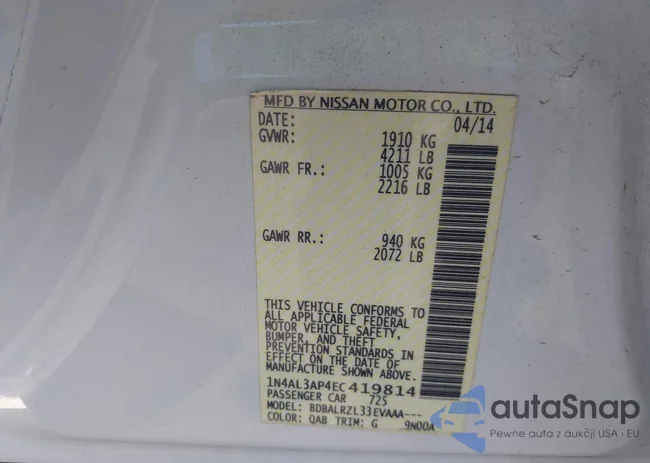 MFD BY NISSAN MOTOR CO., LTD.
DATE: 04/14
GVWR: 1910 KG
4211 LB
GAWR FR.: 1005 KG
2216 LB
GAWR RR.: 940 KG
2072 LB
THIS VEHICLE CONFORMS TO
ALL APPLICABLE FEDERAL
MOTOR VEHICLE SAFETY,
BUMPER, AND THEFT
PREVENTION STANDARDS IN
EFFECT ON THE DATE OF
MANUFACTURE SHOWN ABOVE.
1N4AL3AP4EC419814
PASSENGER CAR 725
MODEL: BDBALRZL33EVAAA---
COLOR: QAB TRIM: G 9N00A
autoSnap
Pewne auta z aukcji USA i EU